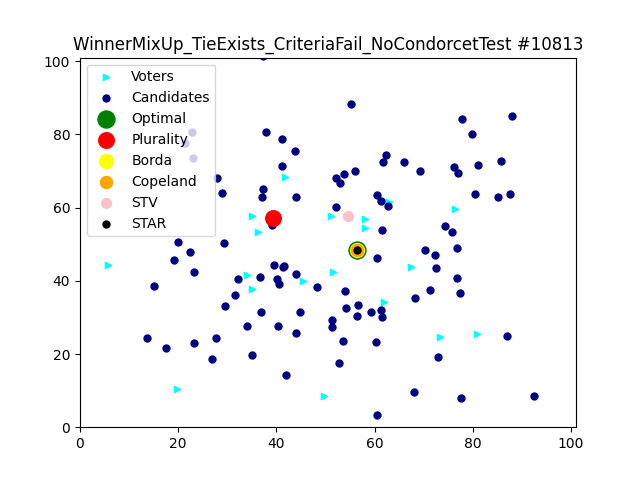 WinnerMixUp_TieExists_CriteriaFail_NoCondorcetTest #10813
Voters
Candidates
Optimal
Plurality
Borda
Copeland
STV
STAR
100
80
60
40
20
0
0 20 40 60 80 100